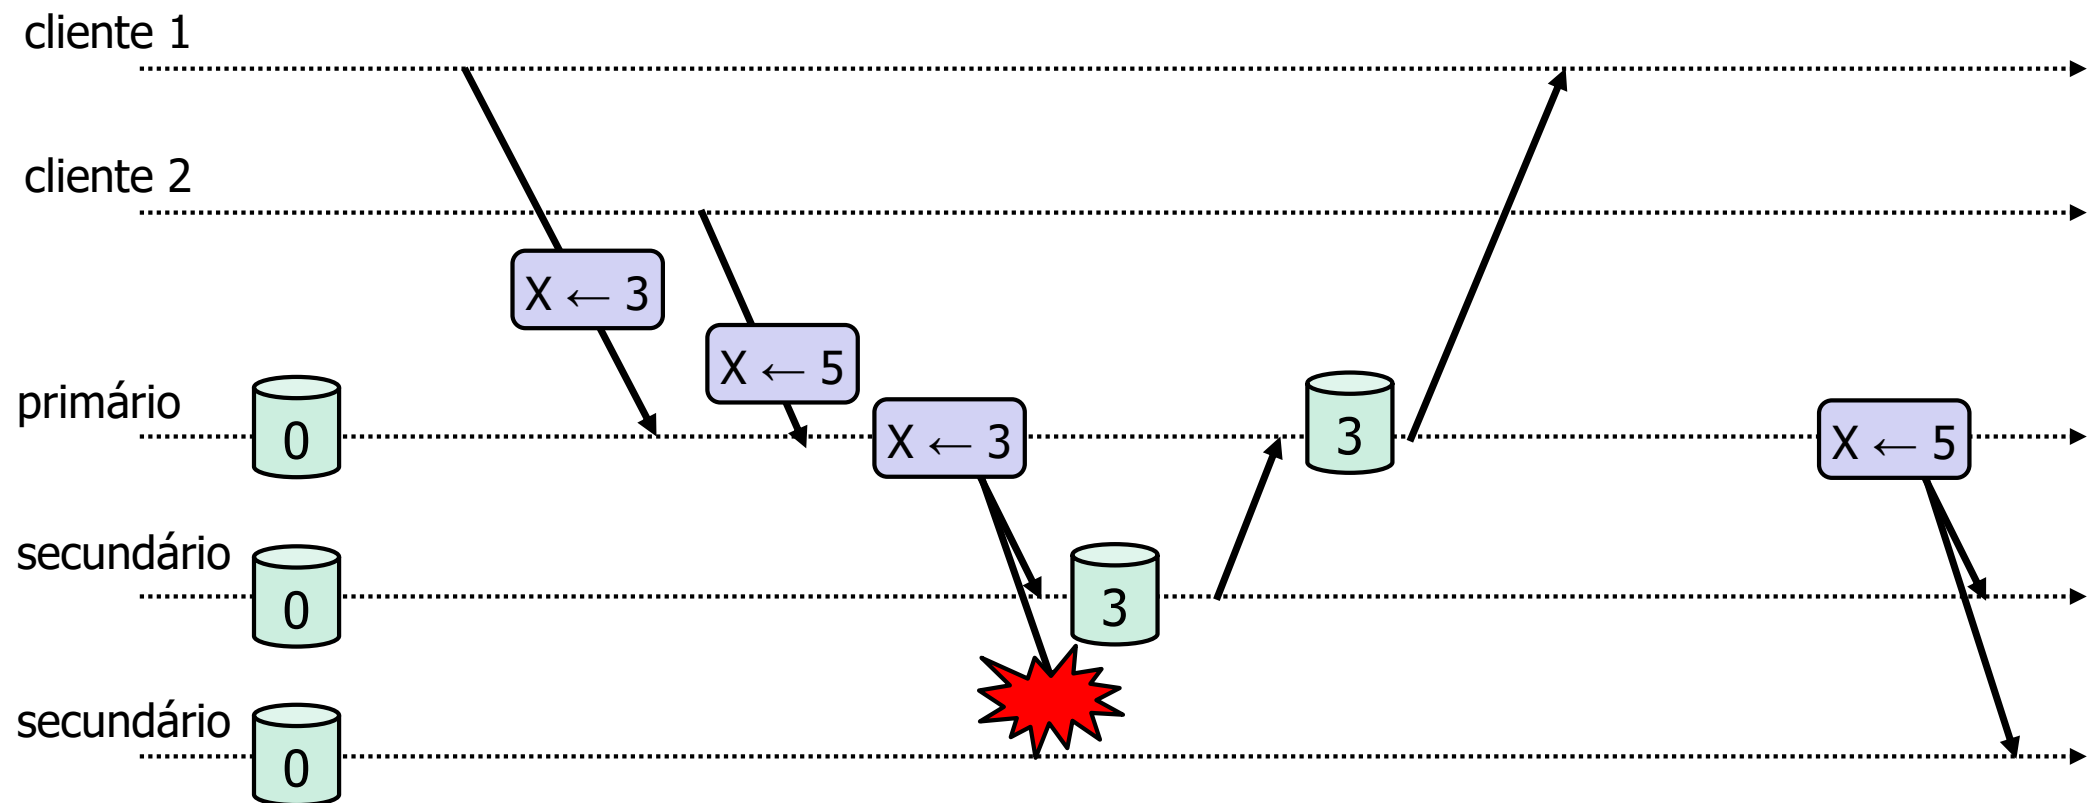 cliente 1
cliente 2
X ← 3
X ← 5
primário
0
X ← 3
3
X ← 5
secundário
0
3
secundário
0